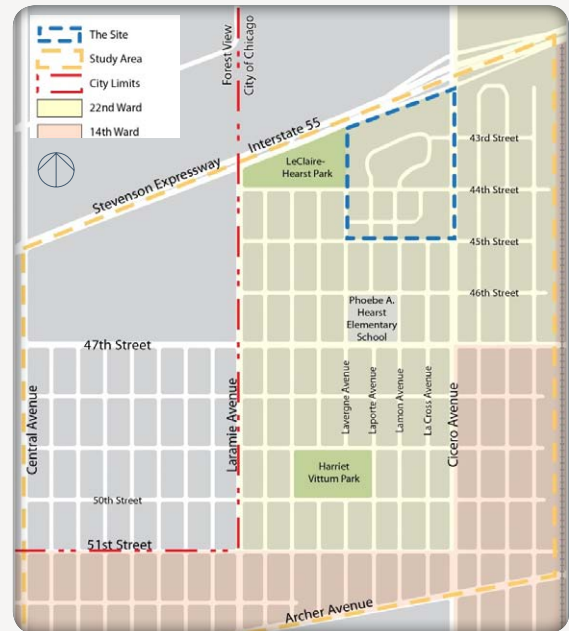 The Site
Study Area
City Limits
22nd Ward
14th Ward
Forest View
City of Chicago
Interstate 55
Stevenson Expressway
LeClaire-
Hearst Park
43rd Street
44th Street
45th Street
46th Street
Phoebe A.
Hearst
Elementary
School
47th Street
Central Avenue
Laramie Avenue
Lavergne Avenue
Laporte Avenue
Lamon Avenue
La Cross Avenue
Cicero Avenue
Harriet
Vittum Park
50th Street
51st Street
Archer Avenue